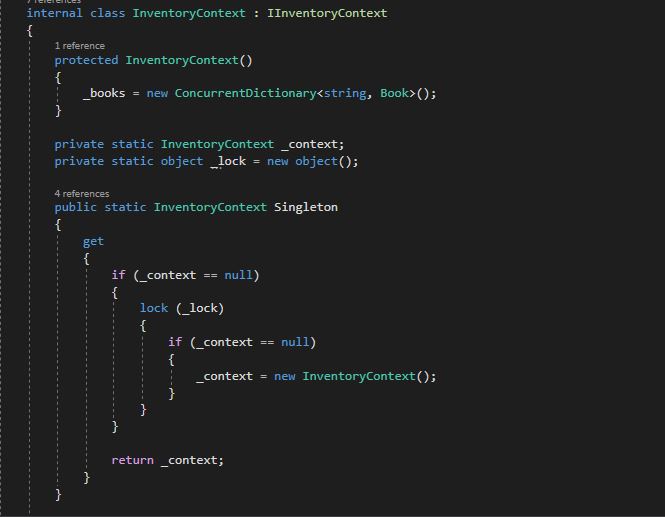 7 references
internal class InventoryContext : IInventoryContext
{
1 reference
protected InventoryContext()
{
_books = new ConcurrentDictionary<string, Book>();
}
private static InventoryContext _context;
private static object _lock = new object();
4 references
public static InventoryContext Singleton
{
get
{
if (_context == null)
{
lock (_lock)
{
if (_context == null)
{
_context = new InventoryContext();
}
}
}
return _context;
}
}